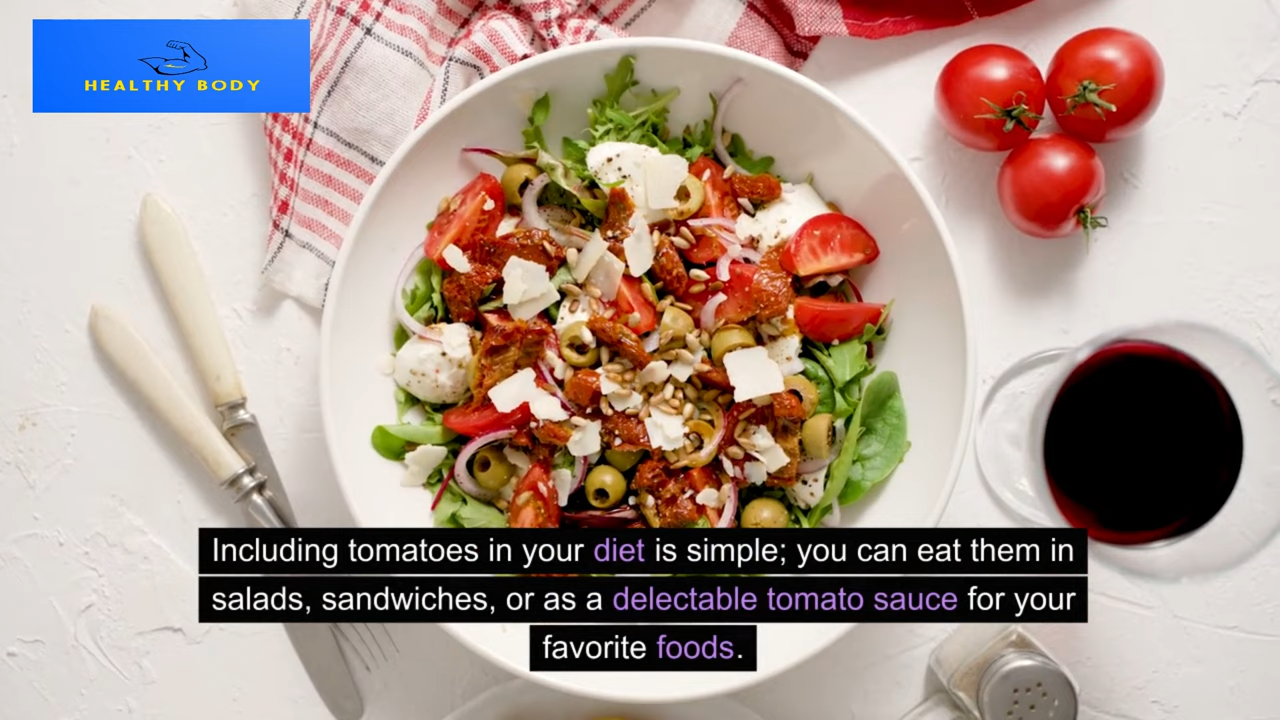 HEALTHY BODY
Including tomatoes in your diet is simple; you can eat them in
salads, sandwiches, or as a delectable tomato sauce for your
favorite foods.